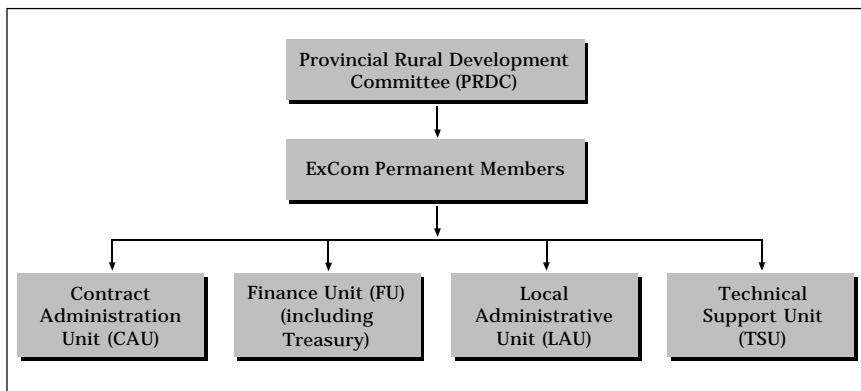 Provincial Rural Development
Committee (PRDC)
ExCom Permanent Members
Contract
Administration
Unit (CAU)
Finance Unit (FU)
(including
Treasury)
Local
Administrative
Unit (LAU)
Technical
Support Unit
(TSU)